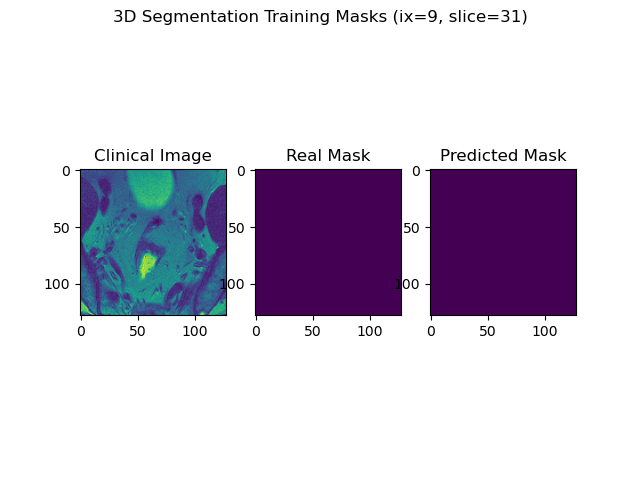 3D Segmentation Training Masks (ix=9, slice=31)
Clinical Image Real Mask Predicted Mask
0 0 0
50 50 50
100 100 100
0 50 100 0 50 100 0 50 100